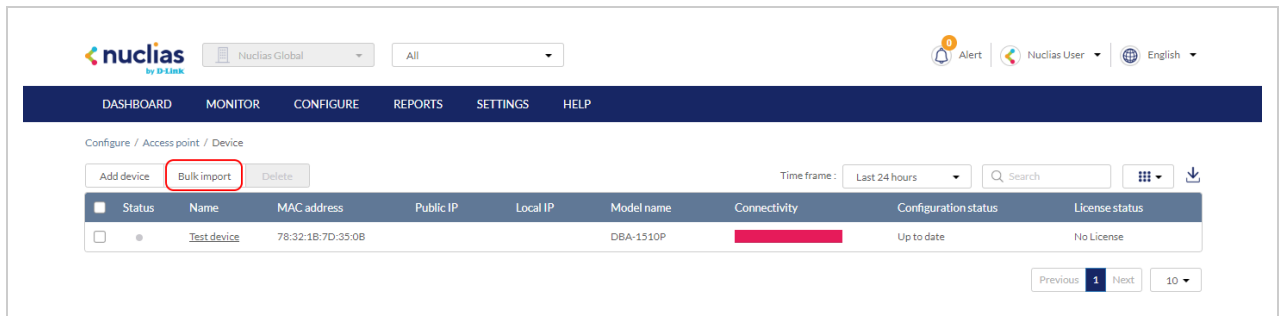 nuclias
by D-Link
Nuclias Global
All
0
Alert
Nuclias User
English
DASHBOARD MONITOR CONFIGURE REPORTS SETTINGS HELP
Configure / Access point / Device
Add device Bulk import Delete Time frame : Last 24 hours Search
Status Name MAC address Public IP Local IP Model name Connectivity Configuration status License status
Test device 78:32:1B:7D:35:0B DBA-1510P Up to date No License
Previous 1 Next 10